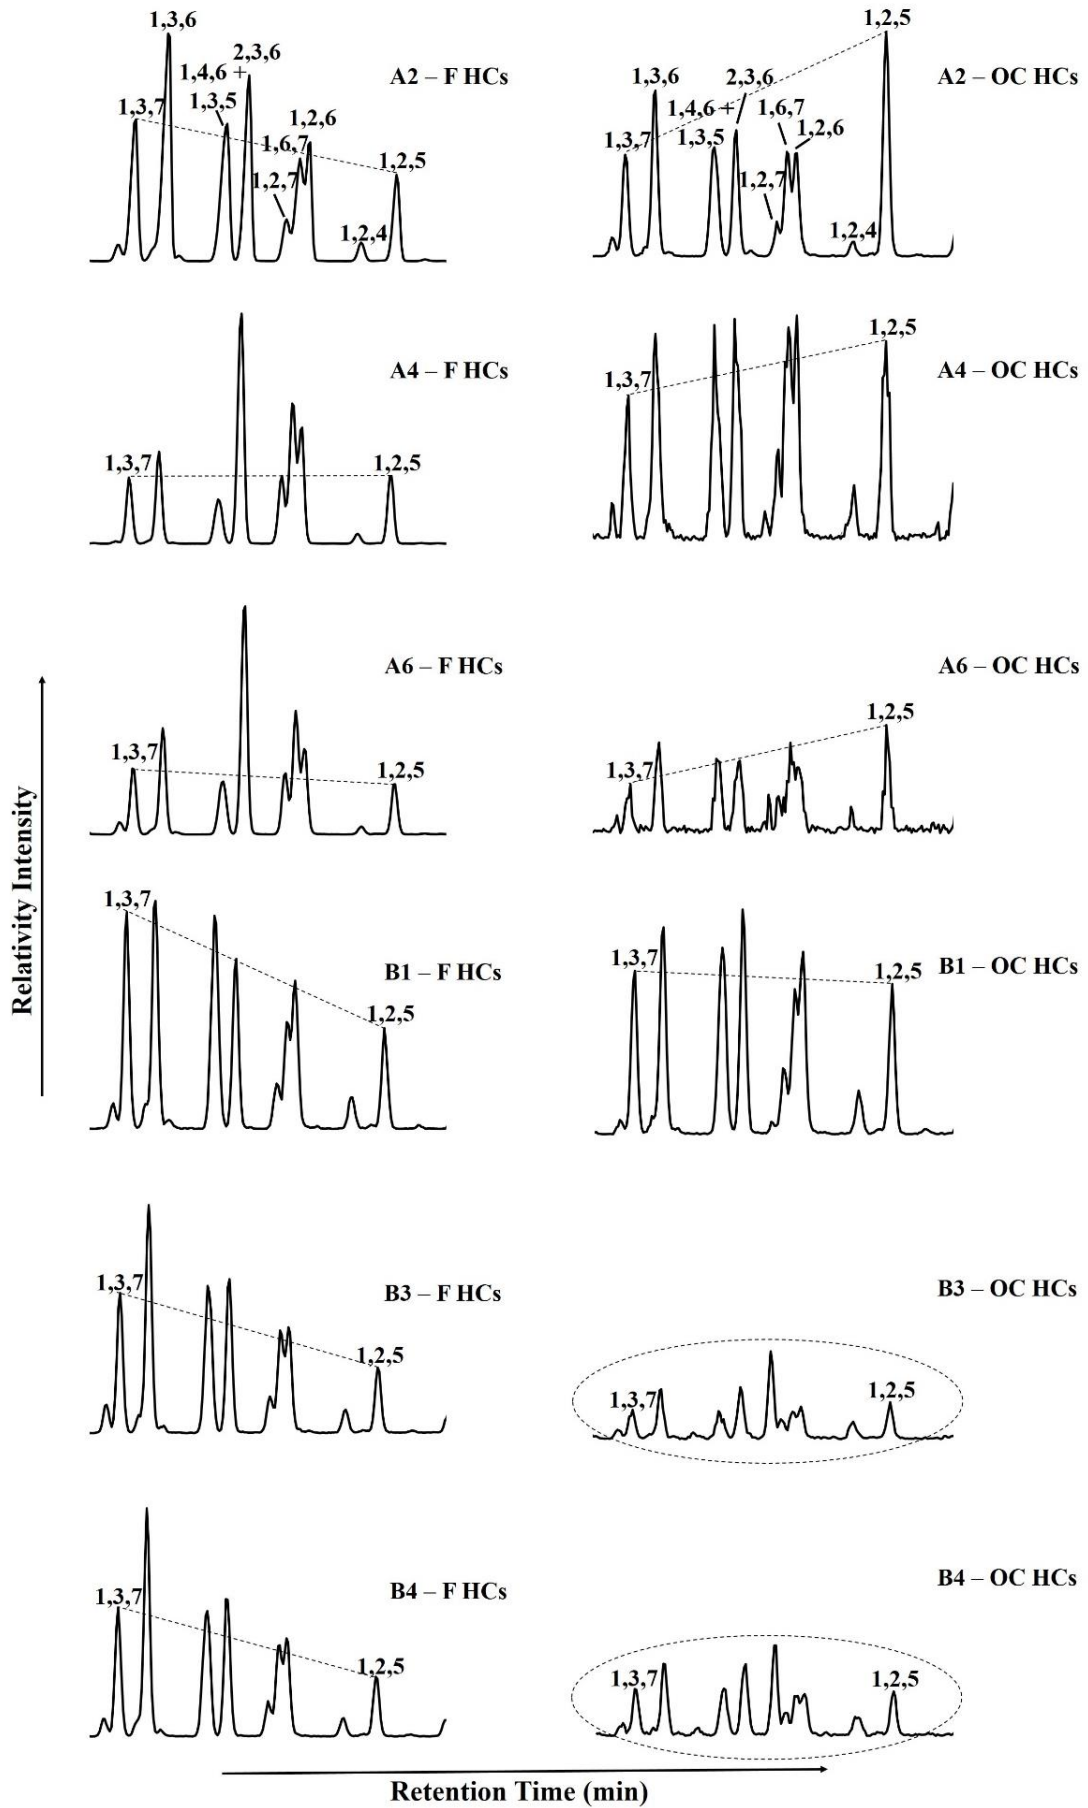 1,3,6
2,3,6
1,4,6 +
A2 – F HCs
1,3,7
1,3,5
1,2,6
1,6,7
1,2,5
1,2,7
1,2,4
1,2,5
1,3,6
2,3,6
A2 – OC HCs
1,4,6 +
1,6,7
1,3,7
1,3,5
1,2,6
1,2,7
1,2,4
A4 – F HCs
1,3,7
1,2,5
1,2,5
A4 – OC HCs
1,3,7
A6 – F HCs
1,3,7
1,2,5
A6 – OC HCs
1,2,5
1,3,7
1,3,7
B1 – F HCs
1,2,5
B1 – OC HCs
1,3,7
1,2,5
1,3,7
B3 – F HCs
1,2,5
B3 – OC HCs
1,3,7
1,2,5
1,3,7
B4 – F HCs
1,2,5
B4 – OC HCs
1,3,7
1,2,5
Relativity Intensity
Retention Time (min)